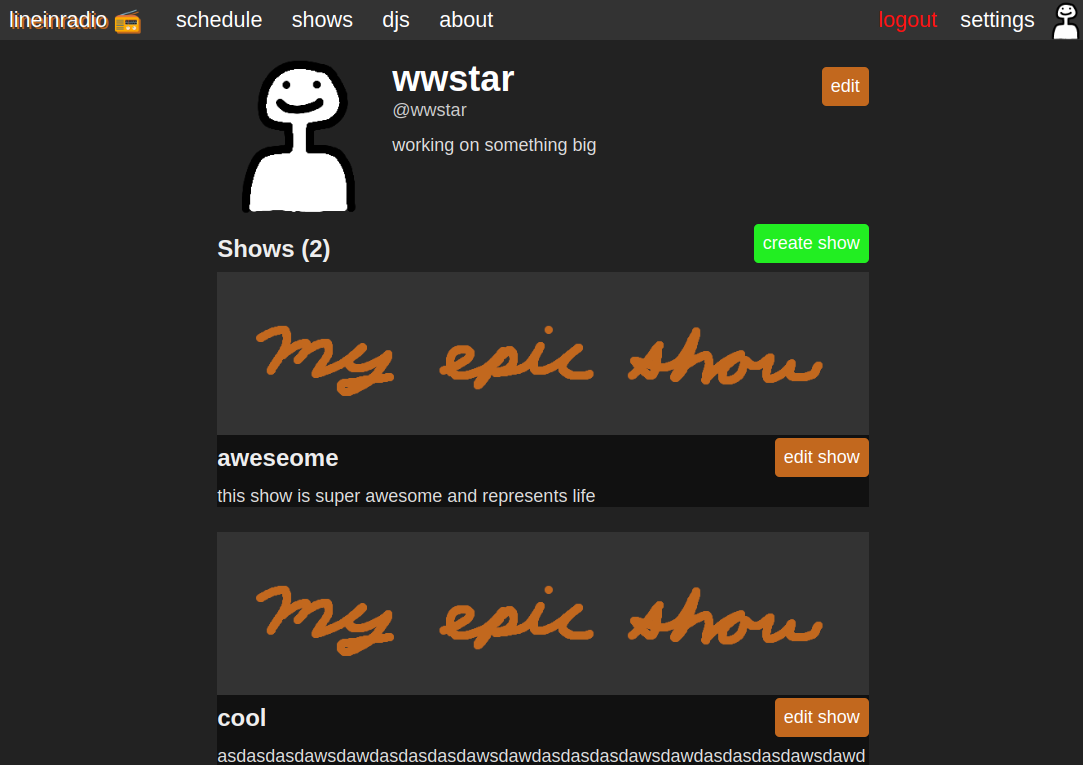 lineinradio schedule shows djs about logout settings
wwstar
edit
@wwstar
working on something big
Shows (2)
create show
my epic show
aweseome
edit show
this show is super awesome and represents life
my epic show
cool
edit show
asdasdasdawsdawdasdasdasdawsdawdasdasdasdawsdawdasdasdasdawsdawd